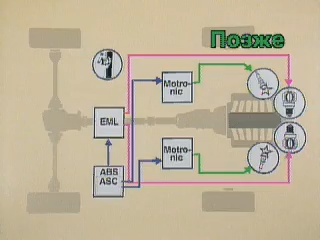 Позже
Motro-
nic
EML
Motro-
nic
ABS
ASC